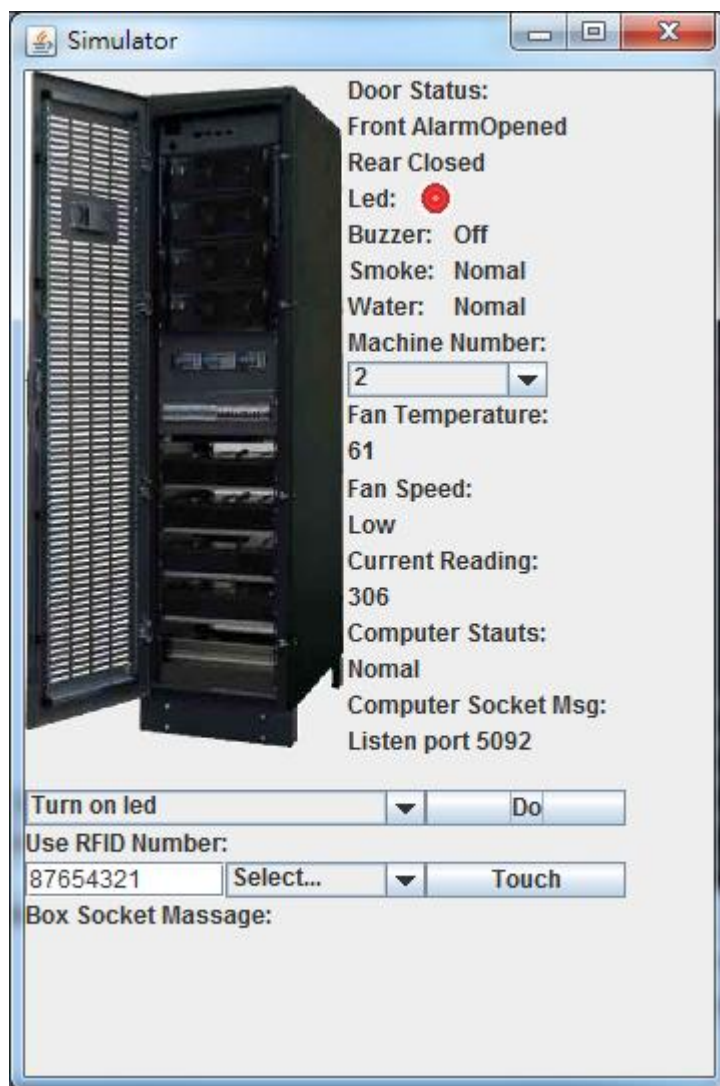 Simulator
Door Status:
Front AlarmOpened
Rear Closed
Led:
Buzzer: Off
Smoke: Nomal
Water: Nomal
Machine Number:
2
Fan Temperature:
61
Fan Speed:
Low
Current Reading:
306
Computer Stauts:
Nomal
Computer Socket Msg:
Listen port 5092
Turn on led Do
Use RFID Number:
87654321 Select... Touch
Box Socket Massage: